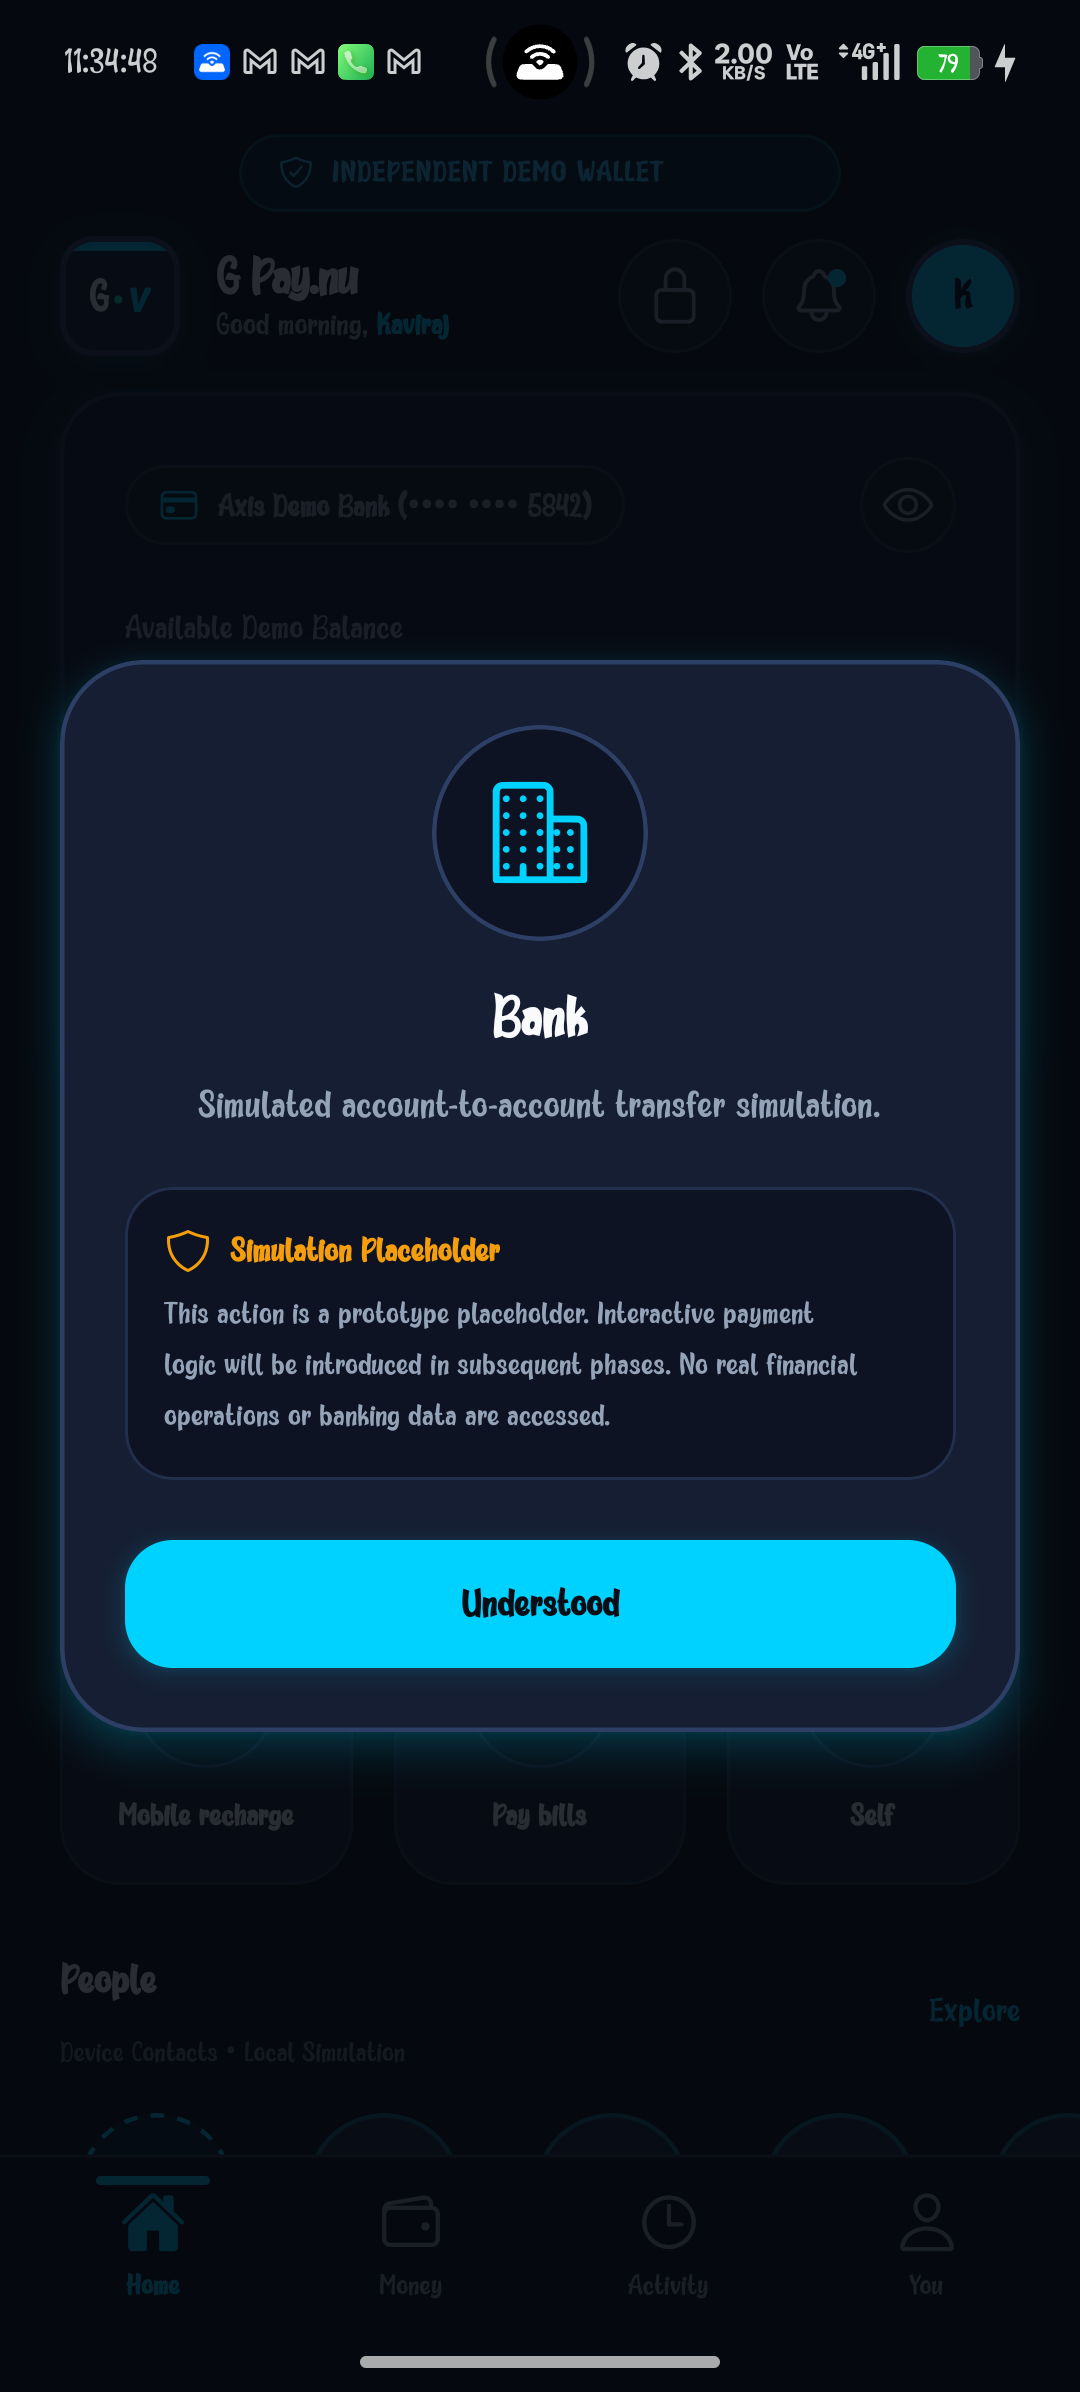 11:34:48
2.00
KB/S
Vo
LTE
4G+
79
INDEPENDENT DEMO WALLET
G·v
G Pay.nu
Good morning, Kaviraj
K
Axis Demo Bank (•••• •••• 5842)
Available Demo Balance
Bank
Simulated account-to-account transfer simulation.
Simulation Placeholder
This action is a prototype placeholder. Interactive payment
logic will be introduced in subsequent phases. No real financial
operations or banking data are accessed.
Understood
Mobile recharge
Pay bills
Self
People
Explore
Device Contacts • Local Simulation
Home
Money
Activity
You